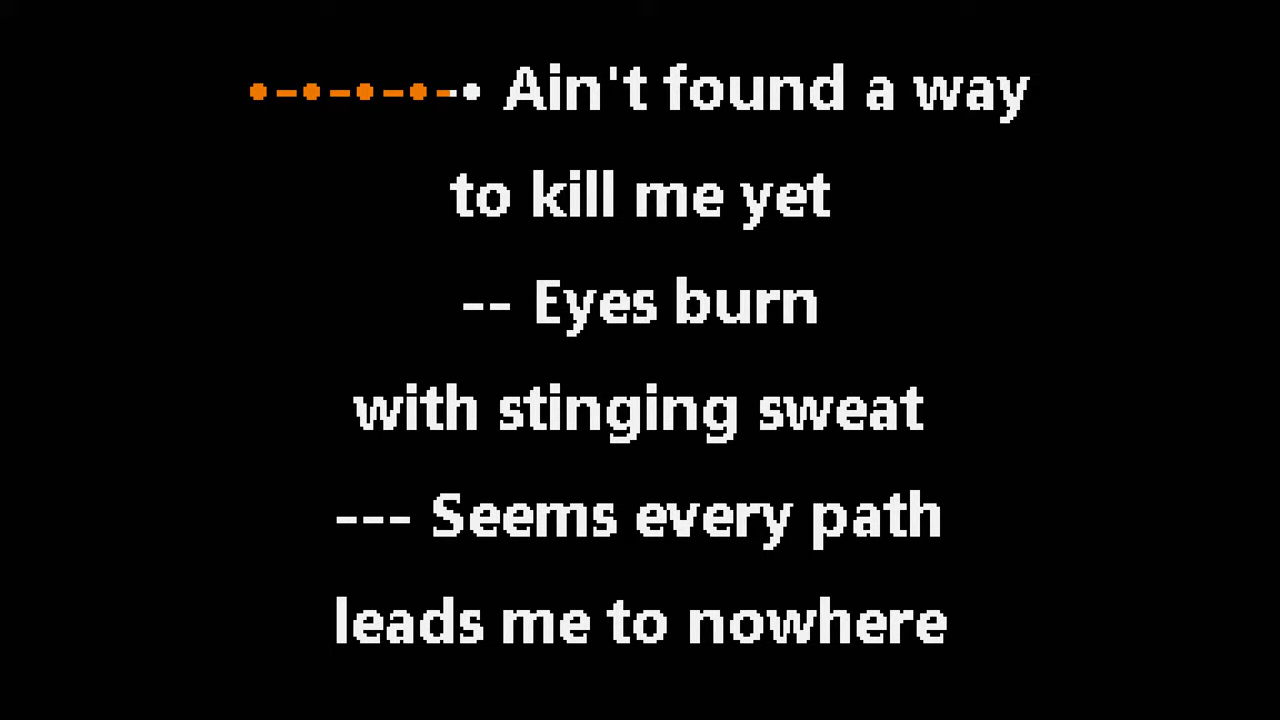 •-•-•-•-• Ain't found a way
to kill me yet
-- Eyes burn
with stinging sweat
--- Seems every path
leads me to nowhere